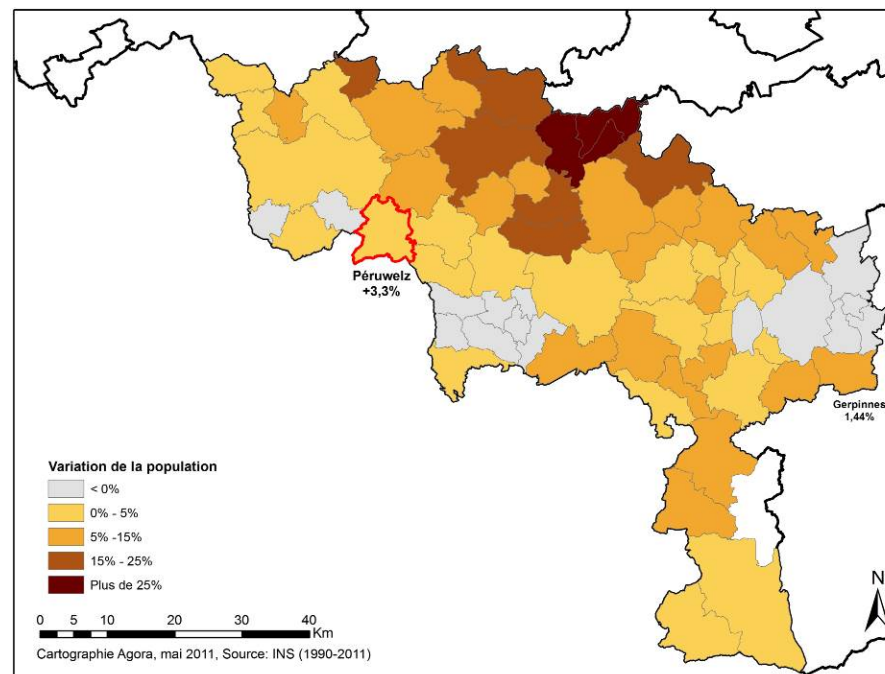 Péruwelz
+3,3%
Gerpinnes
1,44%
Variation de la population
< 0%
0% - 5%
5% -15%
15% - 25%
Plus de 25%
0 5 10 20 30 40
Km
N
Cartographie Agora, mai 2011, Source: INS (1990-2011)